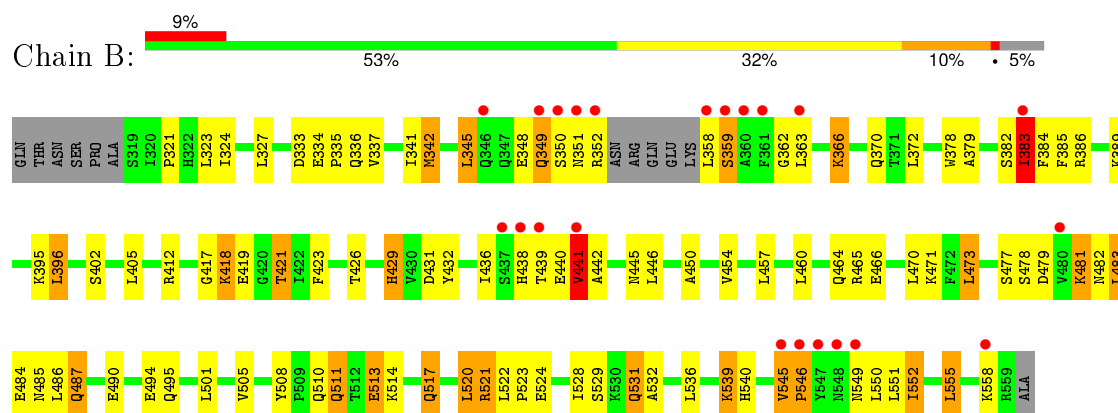 9%
Chain B:
53% 32% 10% • 5%
GLN THR ASN SER PRO ALA S319 I320 P321 H322 L323 I324 L327 D333 E334 P335 Q336 V337 I341 M342 L345 Q346 Q347 E348 Q349 S350 N351 R352 ASN ARG GLN GLU LYS L358 S359 A360 F361 G362 L363 K366 Q370 T371 L372 W378 A379 S382 I383 F384 F385 R386 K389
K395 L396 S402 L405 R412 G417 K418 E419 G420 T421 I422 F423 T426 H429 V430 D431 Y432 I436 S437 H438 T439 E440 V441 A442 N445 L446 A450 V454 L457 L460 Q464 R465 E466 L470 K471 F472 L473 S477 S478 D479 V480 K481 N482 L483
E484 N485 L486 Q487 E490 E494 Q495 L501 V505 Y508 P509 Q510 Q511 T512 E513 K514 Q517 L520 R521 L522 P523 E524 I528 S529 K530 Q531 A532 L536 K539 H540 V545 P546 Y547 N548 N549 L550 L551 I552 L555 K558 R559 ALA